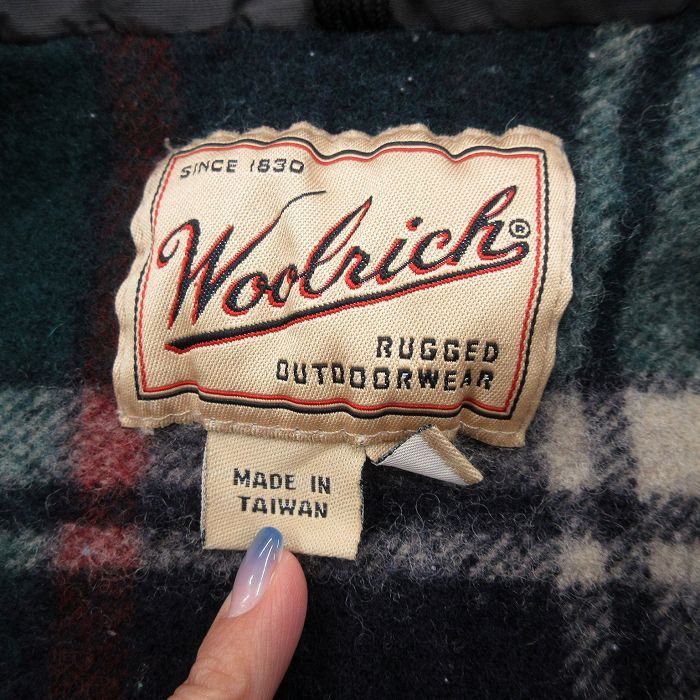 SINCE 1830
Woolrich®
RUGGED
OUTDOORWEAR
MADE IN
TAIWAN